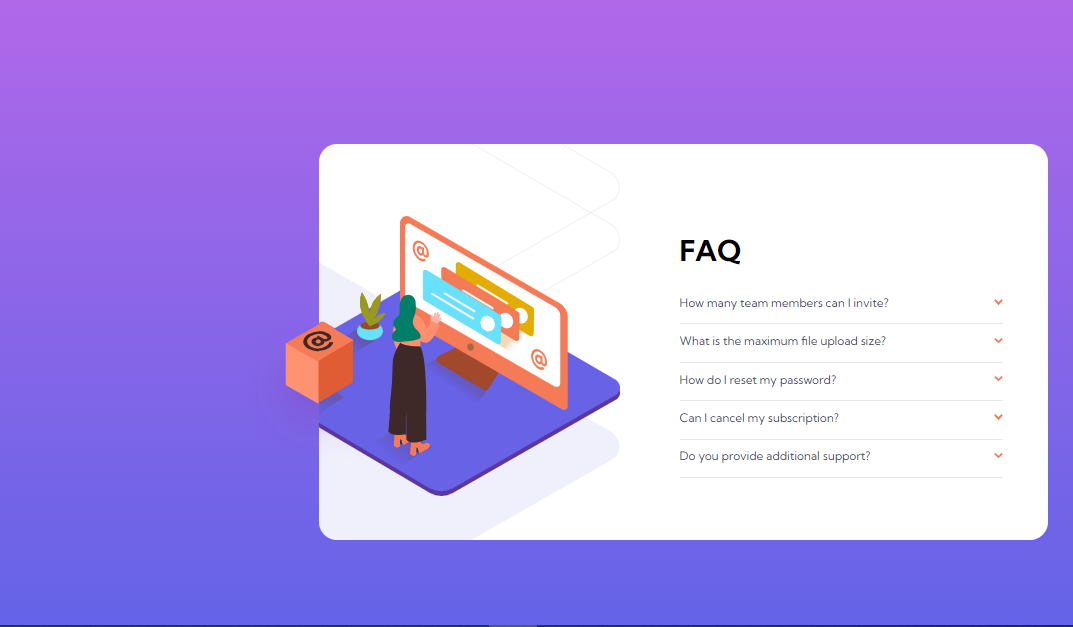 @
@
@
FAQ
How many team members can I invite?
What is the maximum file upload size?
How do I reset my password?
Can I cancel my subscription?
Do you provide additional support?